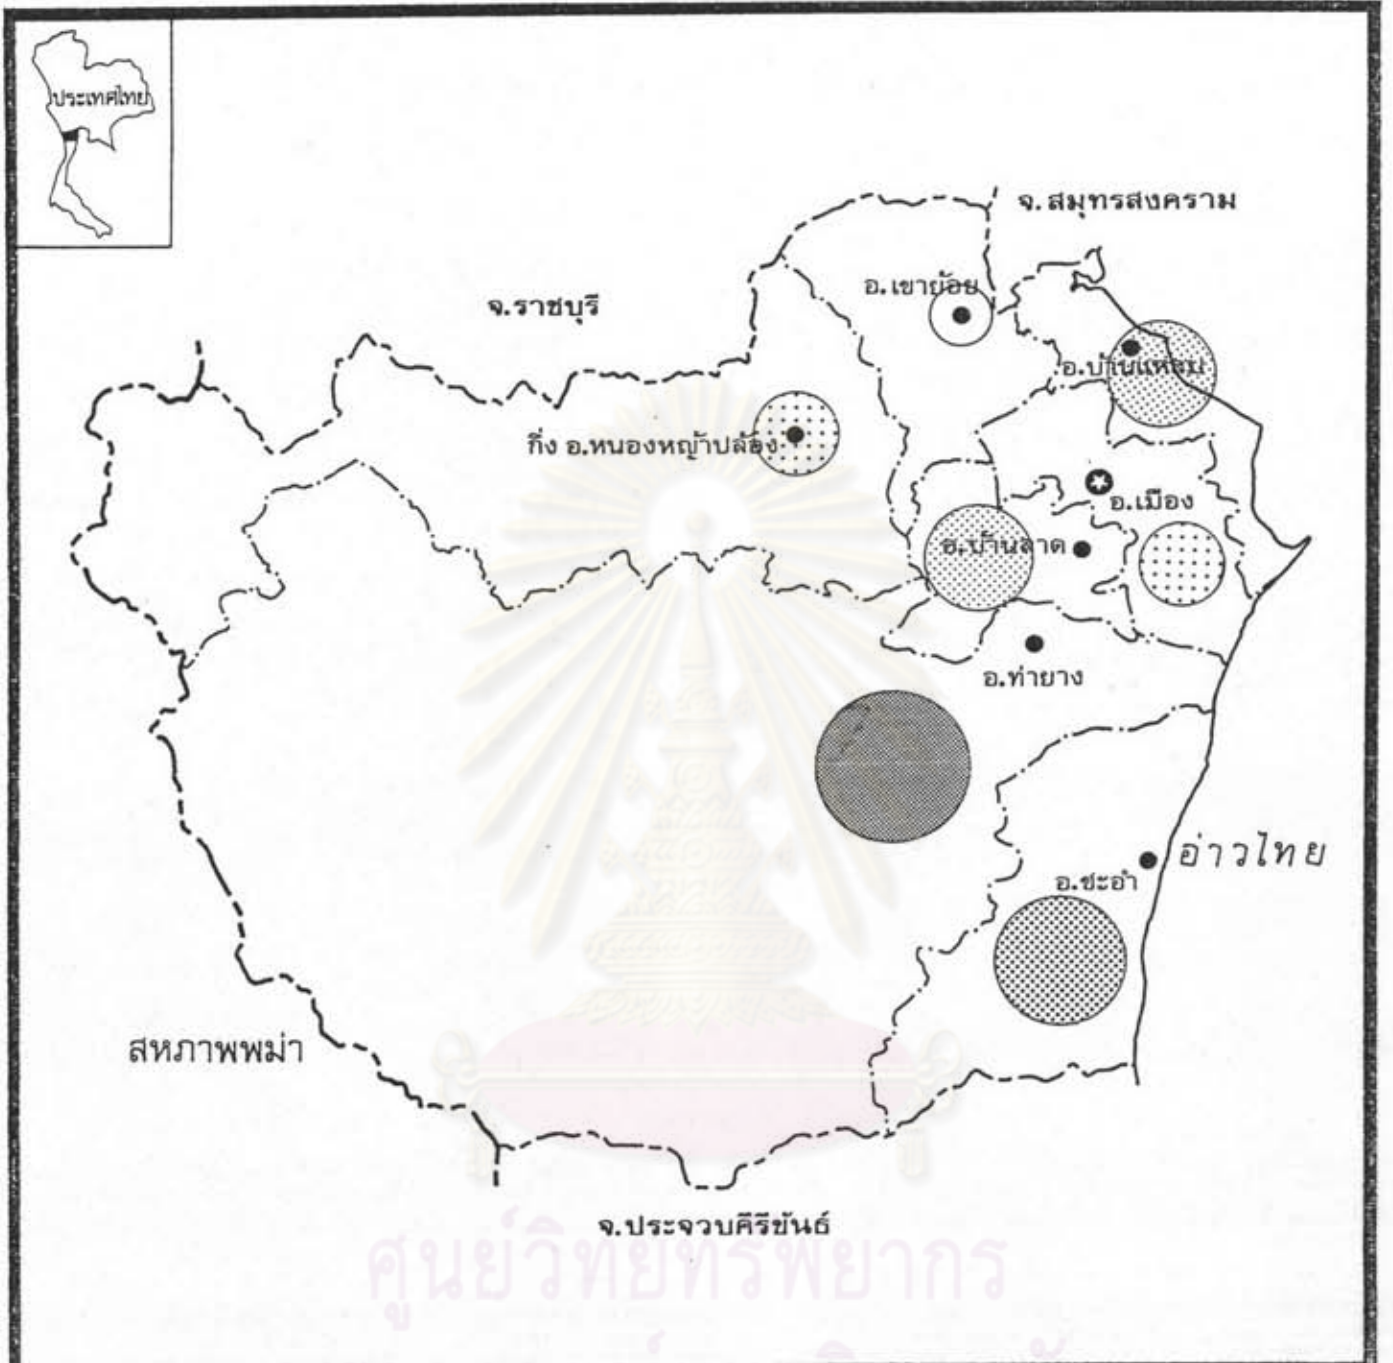 ประเทศไทย
จ.สมุทรสงคราม
อ.เขาย้อย
จ.ราชบุรี
อ.บ้านแหลม
กิ่ง อ.หนองหญ้าปล้อง
อ.เมือง
อ.บ้านลาด
อ.ท่ายาง
อ่าวไทย
อ.ชะอำ
สหภาพพม่า
จ.ประจวบคีรีขันธ์
ศูนย์วิทยทรัพยากร